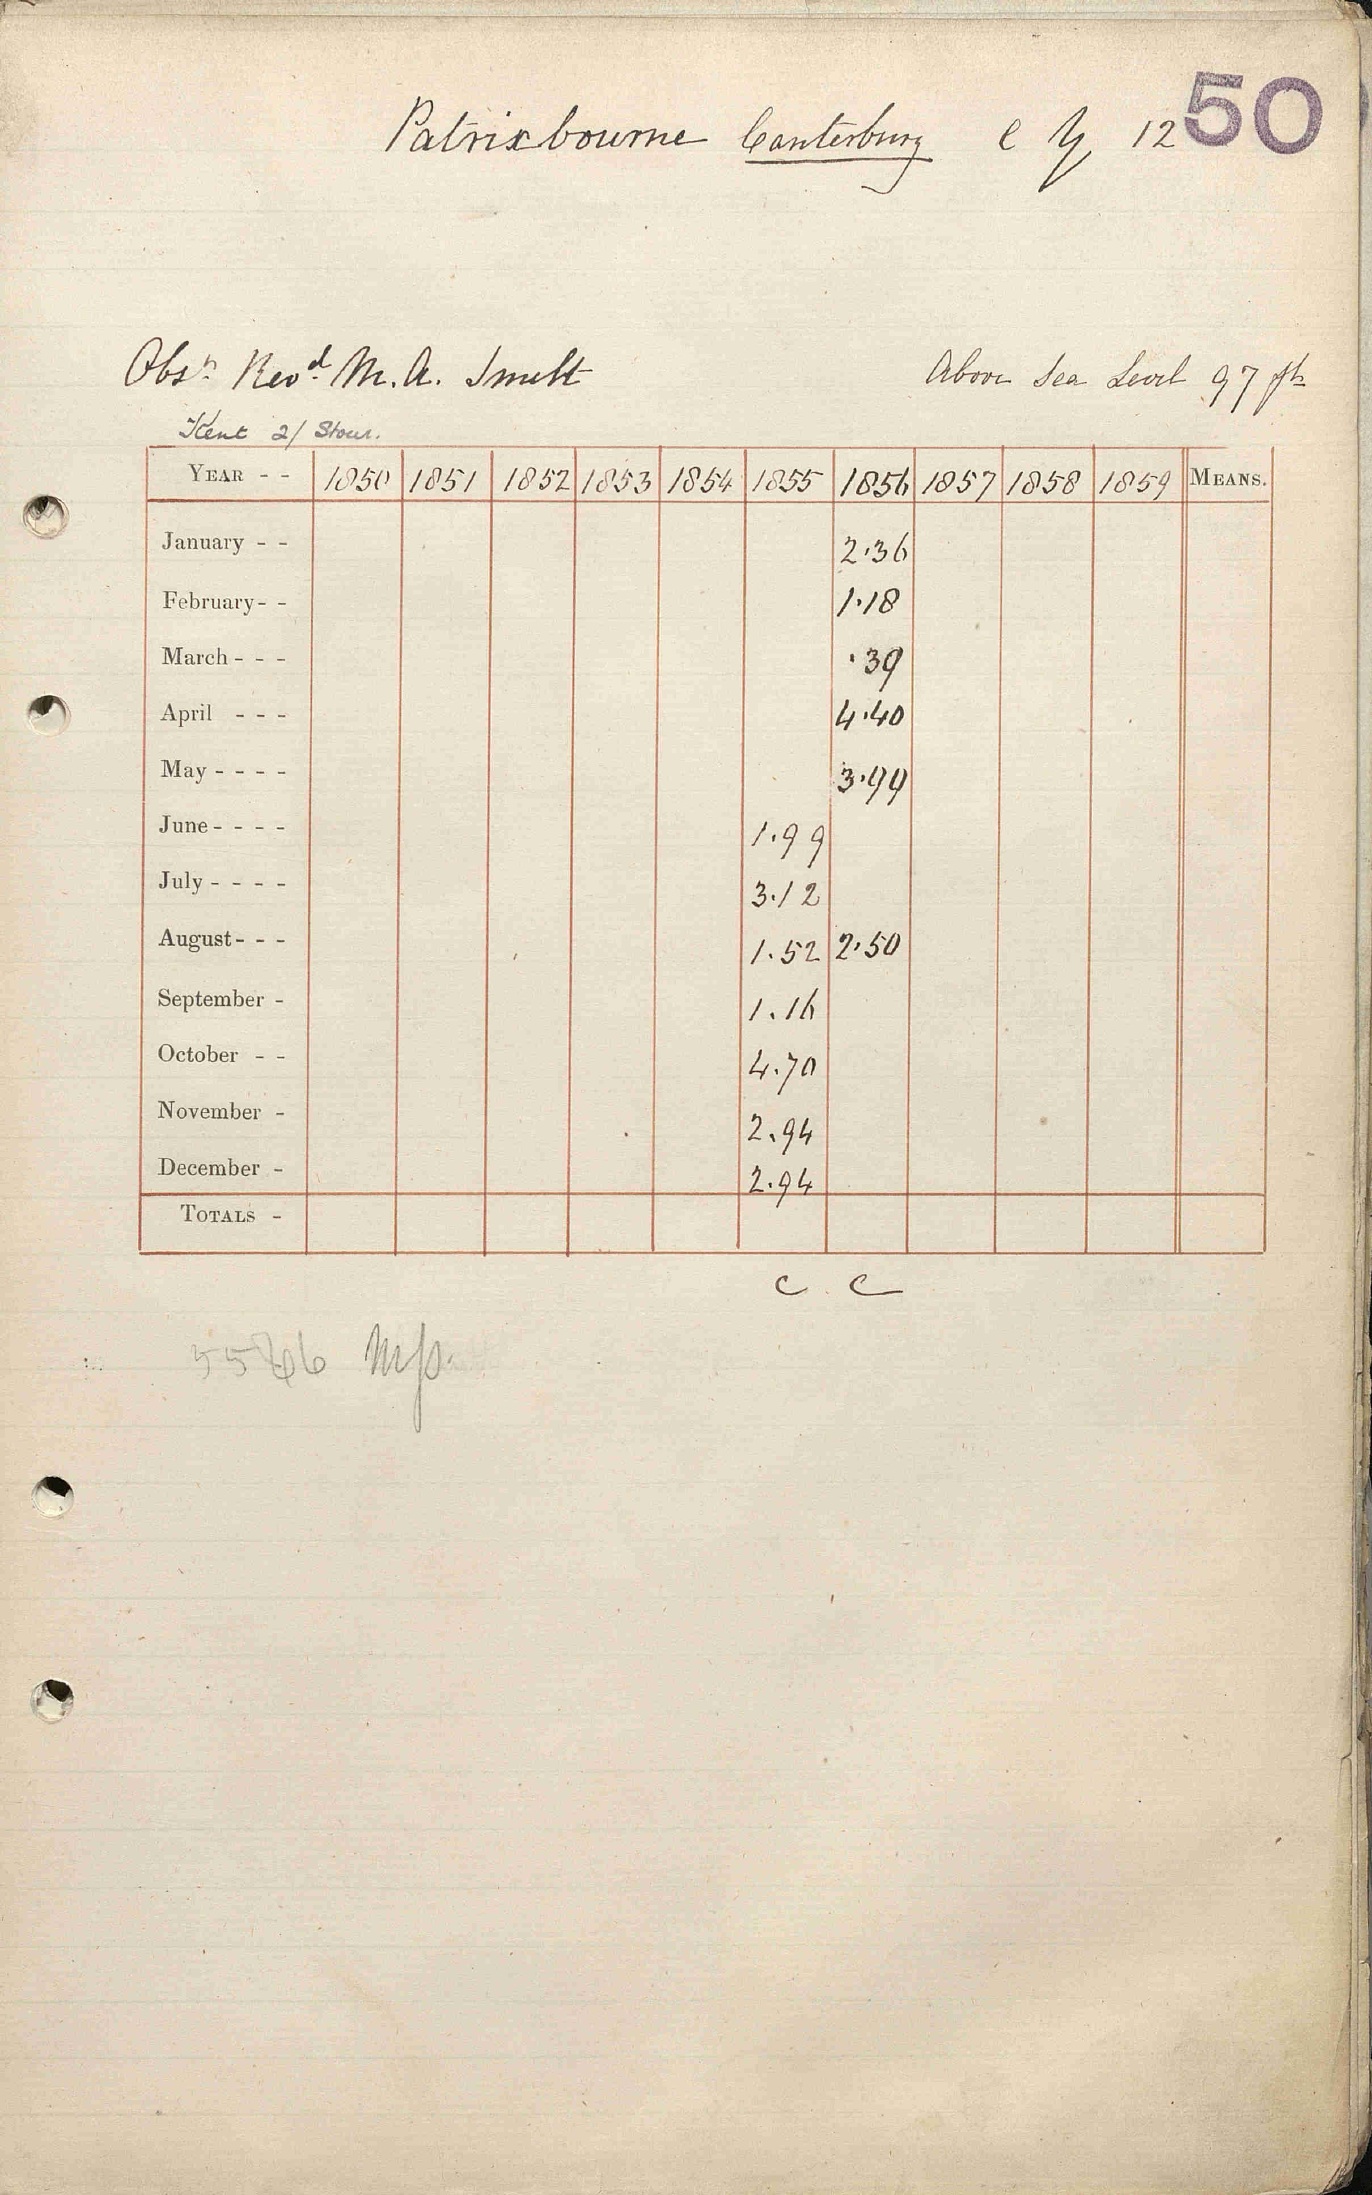 50
Patrixbourne Canterbury C 12
Obsr. Revd. M. A. Smelt Above Sea Level 97 ft
Kent 2/ Stour.
YEAR - - 1850 1851 1852 1853 1854 1855 1856 1857 1858 1859 MEANS.
January - - 2.36
February - - 1.18
March - - - .39
April - - - 4.40
May - - - - 3.99
June - - - - 1.99
July - - - - 3.12
August - - - 1.52 2.50
September - 1.16
October - - 4.70
November - 2.94
December - 2.94
TOTALS -
C C